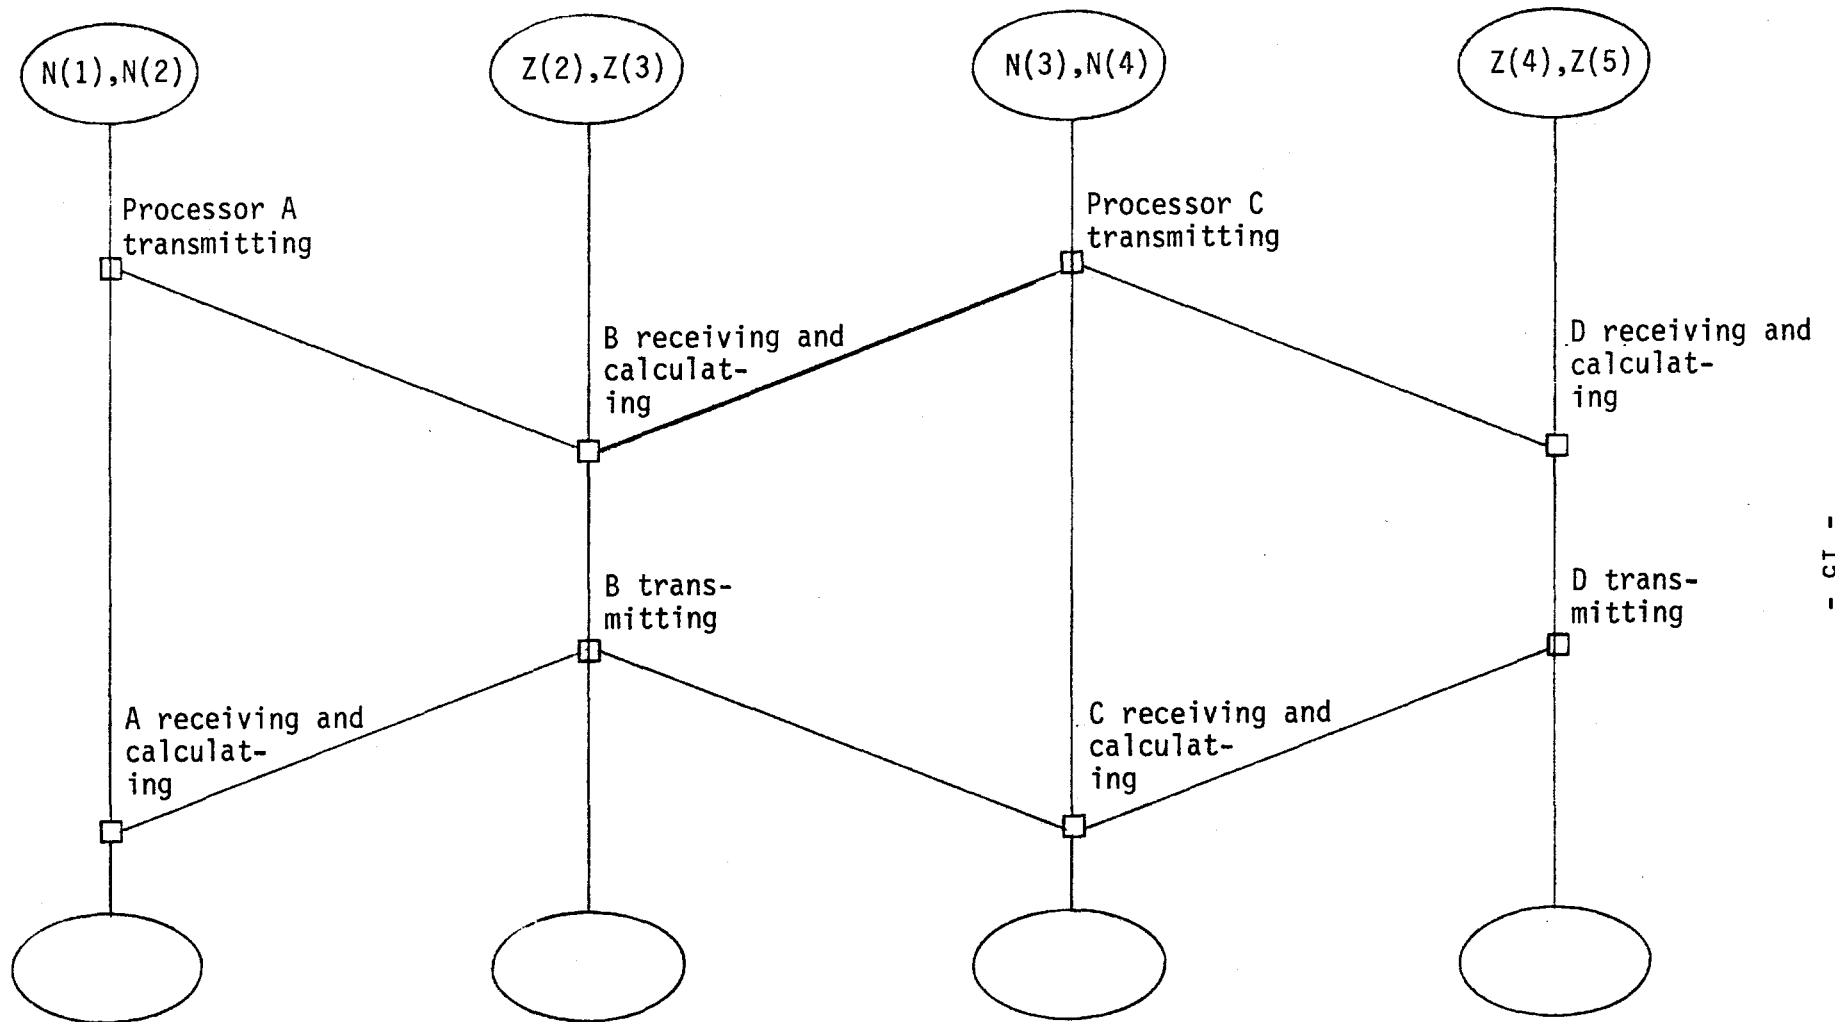 N(1),N(2)
Z(2),Z(3)
N(3),N(4)
Z(4),Z(5)
Processor A
transmitting
Processor C
transmitting
B receiving and
calculat-
ing
D receiving and
calculat-
ing
B trans-
mitting
D trans-
mitting
A receiving and
calculat-
ing
C receiving and
calculat-
ing
- 15 -